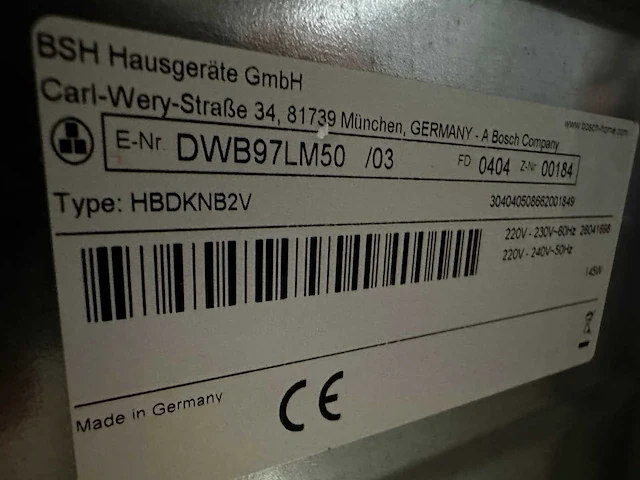 BSH Hausgeräte GmbH
Carl-Wery-Straße 34, 81739 München, GERMANY - A Bosch Company
www.bosch-home.com
E-Nr. DWB97LM50 /03 FD 0404 Z-Nr 00184
Type: HBDKNB2V
304040508662001849
220V - 230V~60Hz 26041698
220V - 240V~50Hz
145W
Made in Germany
CE